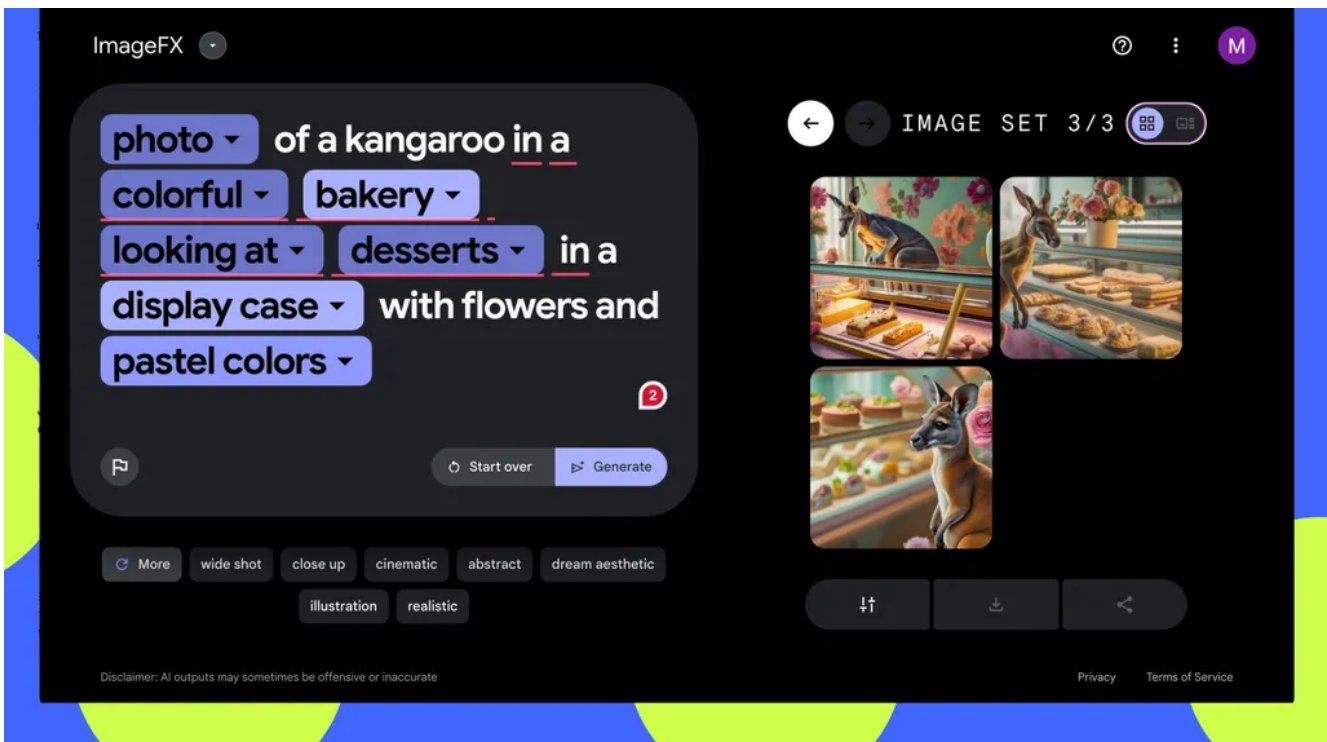 ImageFX
M
photo of a kangaroo in a
colorful bakery
looking at desserts in a
display case with flowers and
pastel colors
2
Start over
Generate
More
wide shot
close up
cinematic
abstract
dream aesthetic
illustration
realistic
IMAGE SET 3/3
Disclaimer: AI outputs may sometimes be offensive or inaccurate
Privacy
Terms of Service